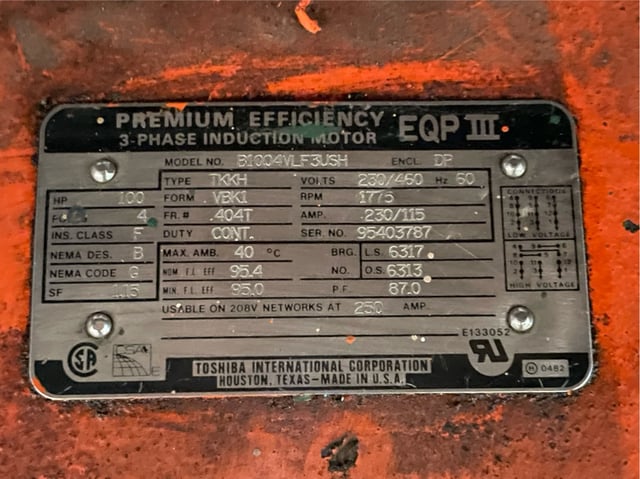 PREMIUM EFFICIENCY
3-PHASE INDUCTION MOTOR
EQP III
MODEL NO. B1004VLF3USH ENCL. DP
HP 100
4
INS. CLASS F
NEMA DES. B
NEMA CODE G
SF 1.15
TYPE TKKH VOLTS 230/460 Hz 60
FORM VBK1 RPM 1775
FR. # 404T AMP. 230/115
DUTY CONT. SER. NO. 95403787
MAX. AMB. 40 °C BRG. L.S. 6317
NOM. F.L. EFF 95.4 NO. O.S. 6313
MIN. F.L. EFF 95.0 P.F. 87.0
USABLE ON 208V NETWORKS AT 250 AMP.
CONNECTIONS
LOW VOLTAGE
HIGH VOLTAGE
E133052
TOSHIBA INTERNATIONAL CORPORATION
HOUSTON, TEXAS-MADE IN U.S.A.
H 0482